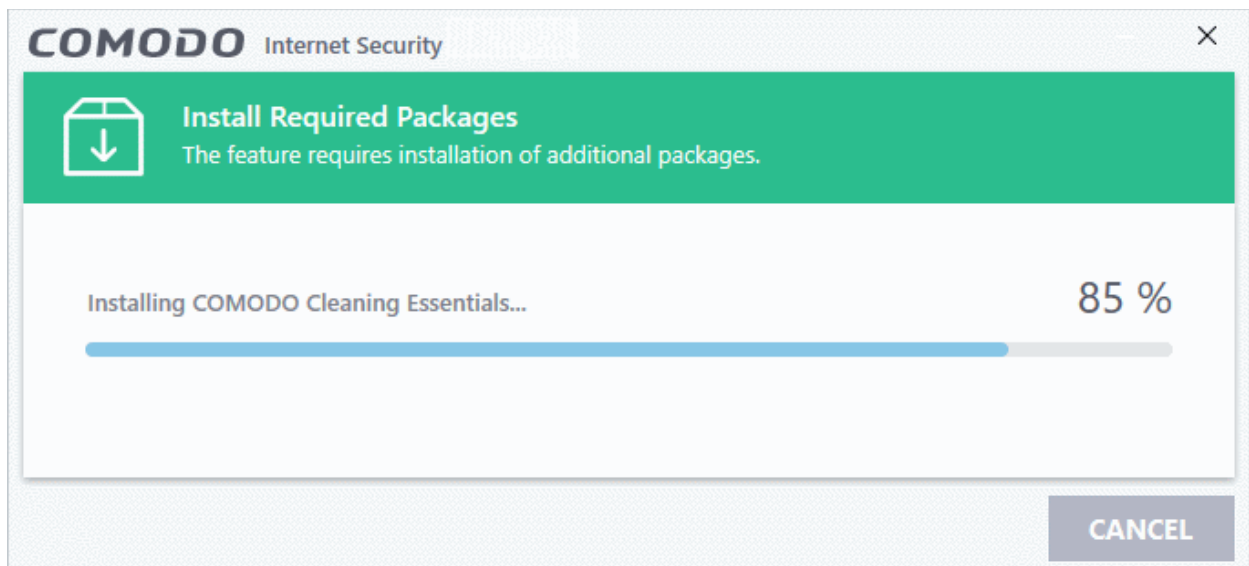 COMODO Internet Security
Install Required Packages
The feature requires installation of additional packages.
Installing COMODO Cleaning Essentials...
85 %
CANCEL